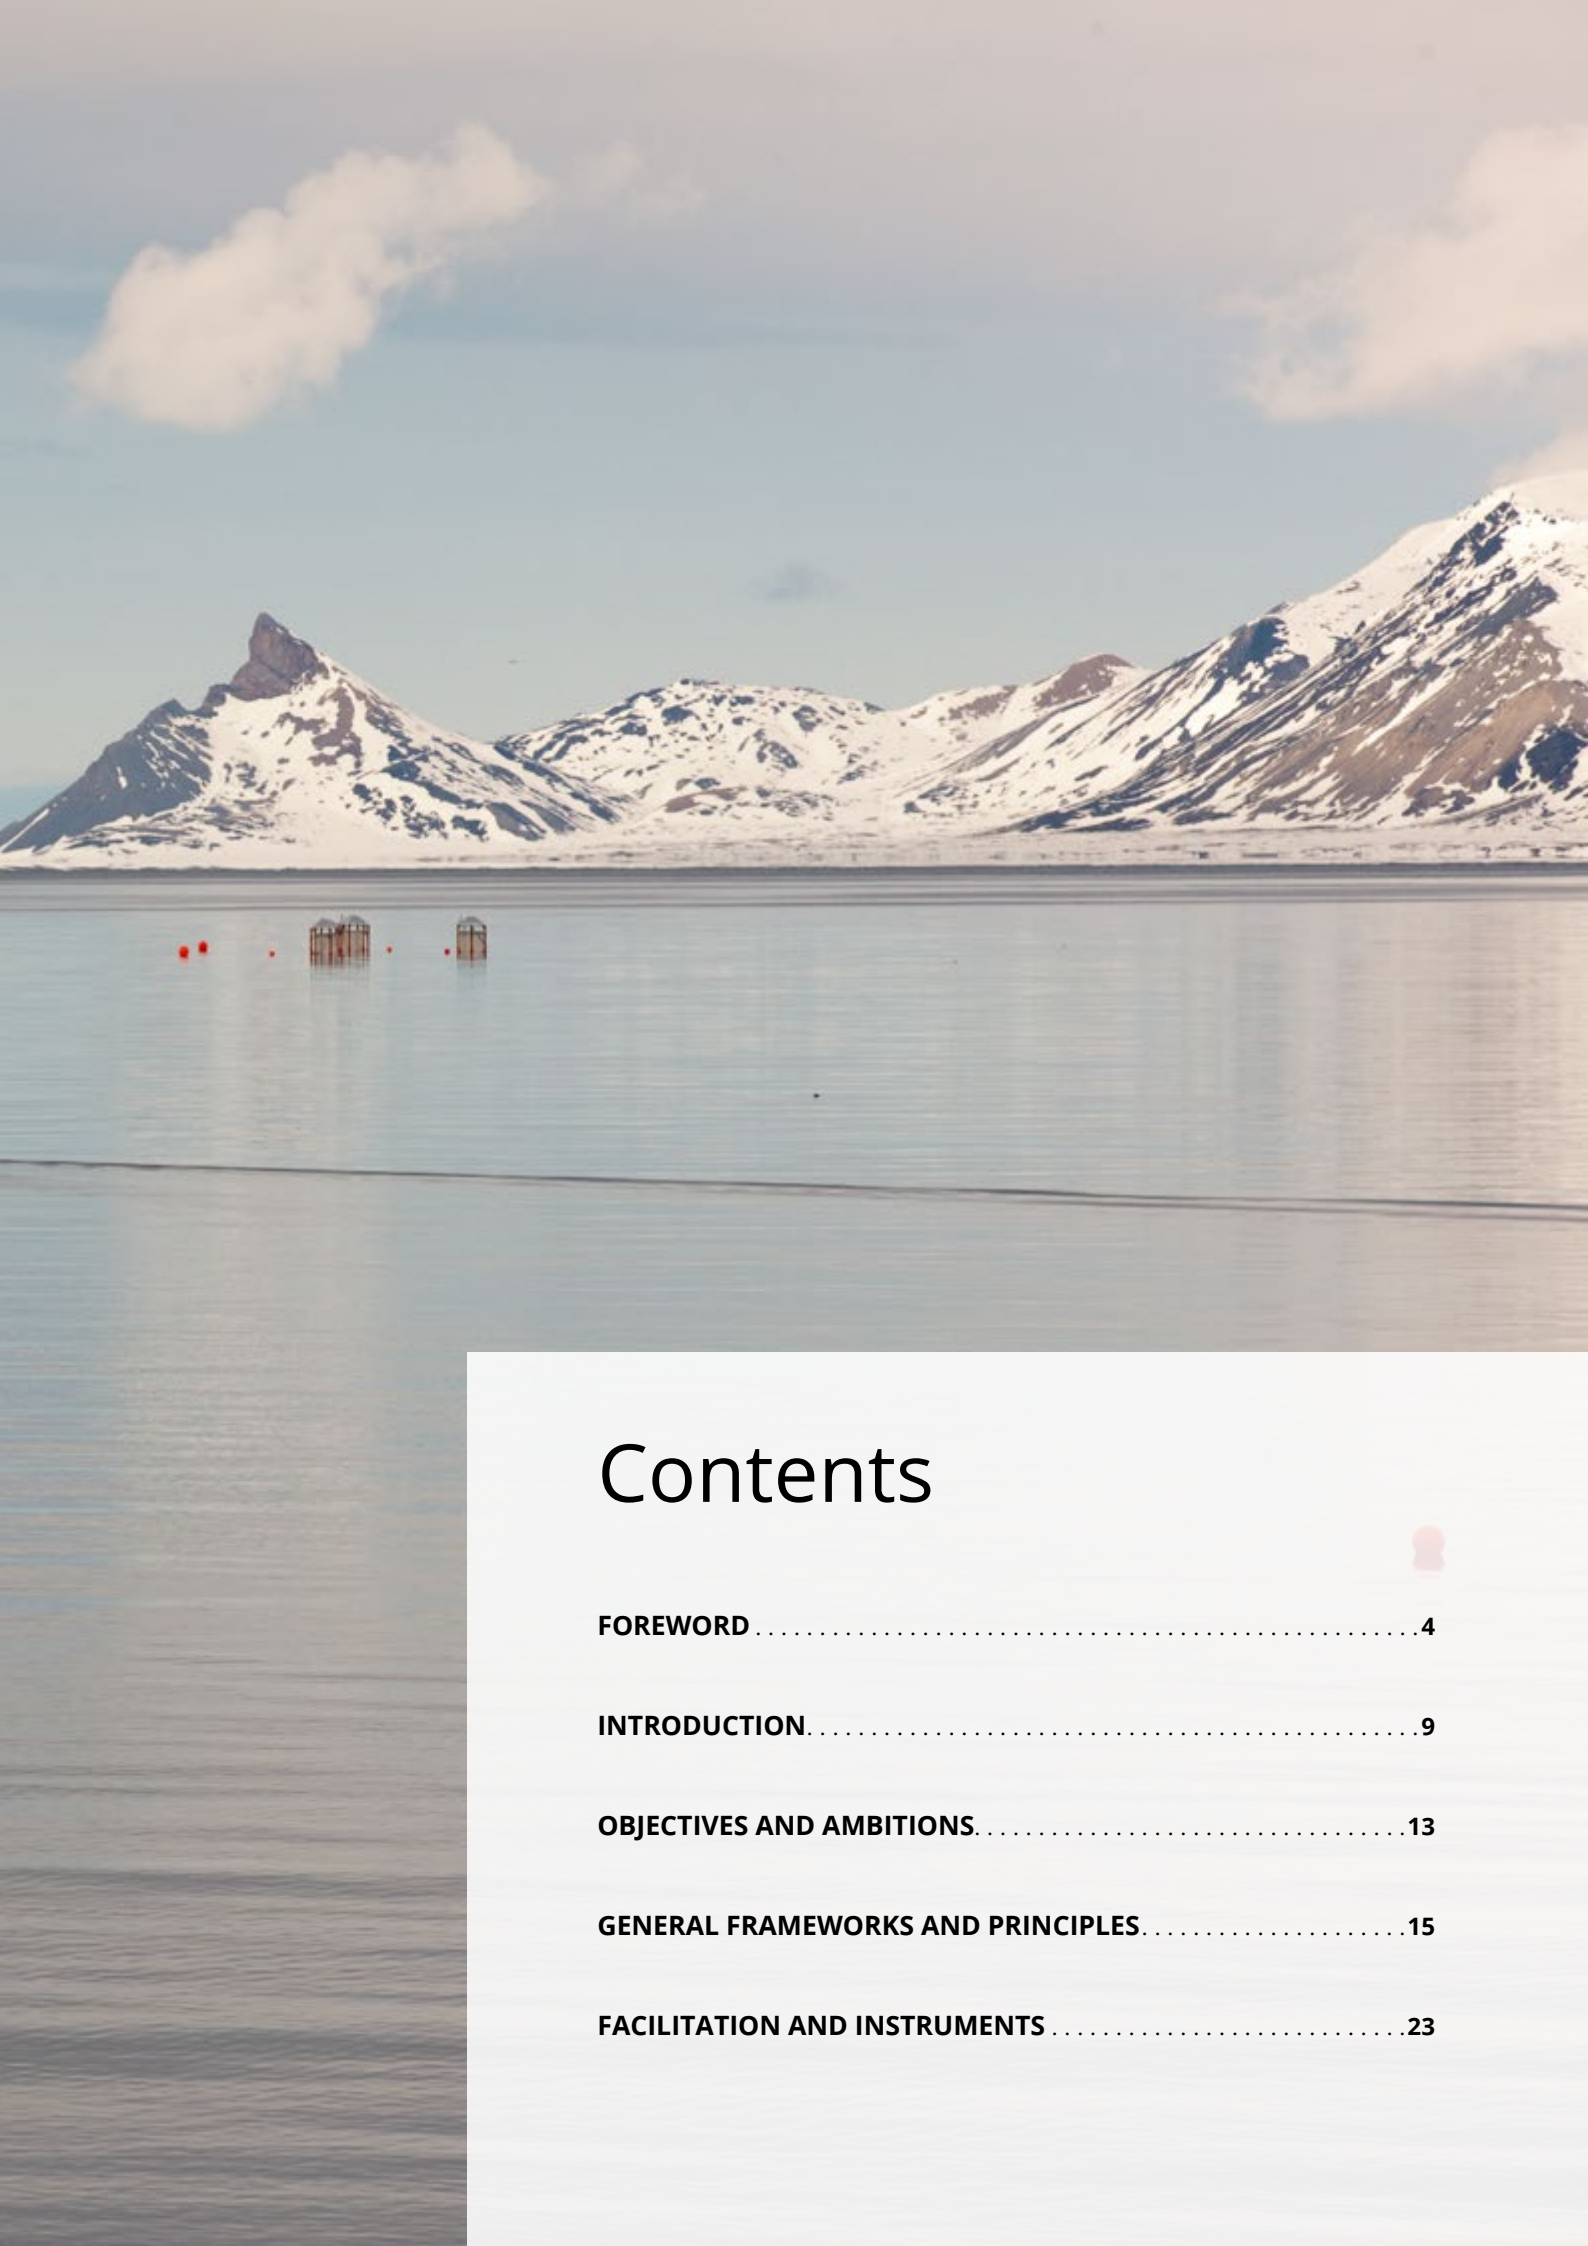 Contents
FOREWORD . . . . . . . . . . . . . . . . . . . . . . . . . . . . . . . . . . . . . . . . . . . . . . . . . . . . 4
INTRODUCTION. . . . . . . . . . . . . . . . . . . . . . . . . . . . . . . . . . . . . . . . . . . . . . . . 9
OBJECTIVES AND AMBITIONS. . . . . . . . . . . . . . . . . . . . . . . . . . . . . . . . . . 13
GENERAL FRAMEWORKS AND PRINCIPLES. . . . . . . . . . . . . . . . . . . . . 15
FACILITATION AND INSTRUMENTS . . . . . . . . . . . . . . . . . . . . . . . . . . . . 23